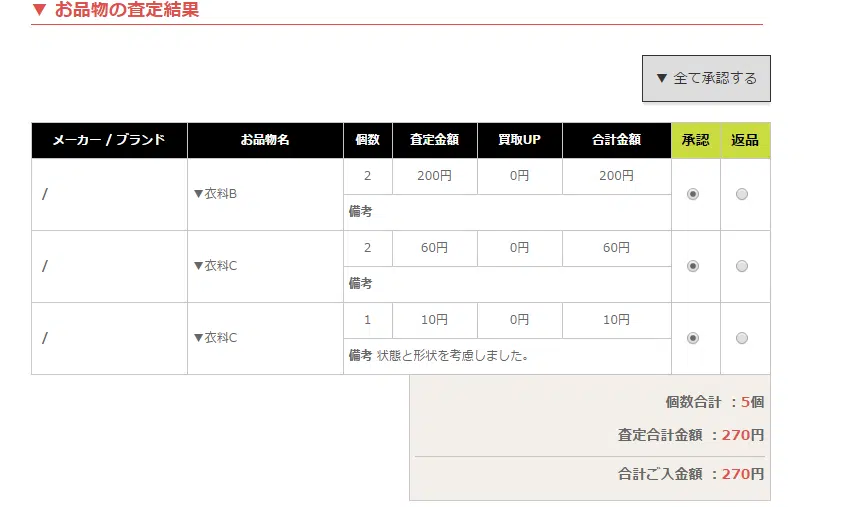 ▼ お品物の査定結果
▼ 全て承認する
メーカー / ブランド お品物名 個数 査定金額 買取UP 合計金額 承認 返品
/ ▼衣料B 2 200円 0円 200円
備考
/ ▼衣料C 2 60円 0円 60円
備考
/ ▼衣料C 1 10円 0円 10円
備考 状態と形状を考慮しました。
個数合計 ：5個
査定合計金額 ：270円
合計ご入金額 ：270円